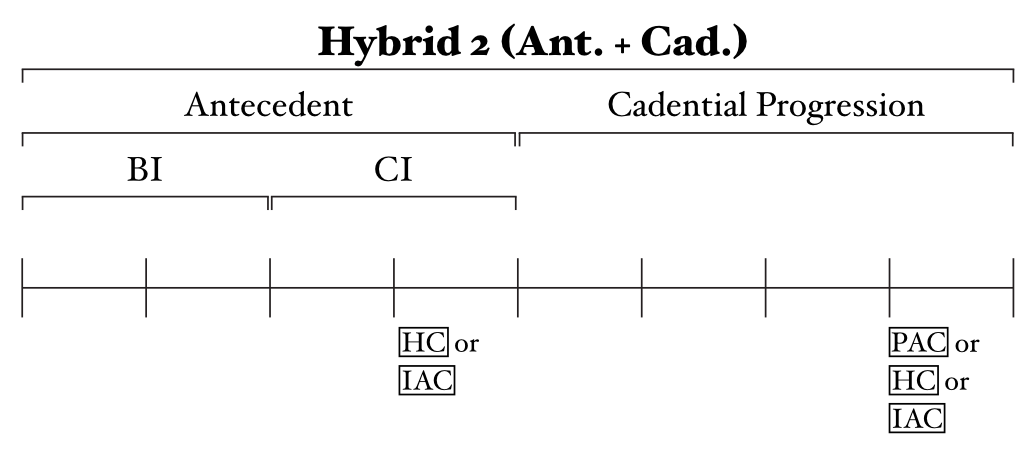 Hybrid 2 (Ant. + Cad.)
Antecedent
Cadential Progression
BI
CI
HC or
IAC
PAC or
HC or
IAC